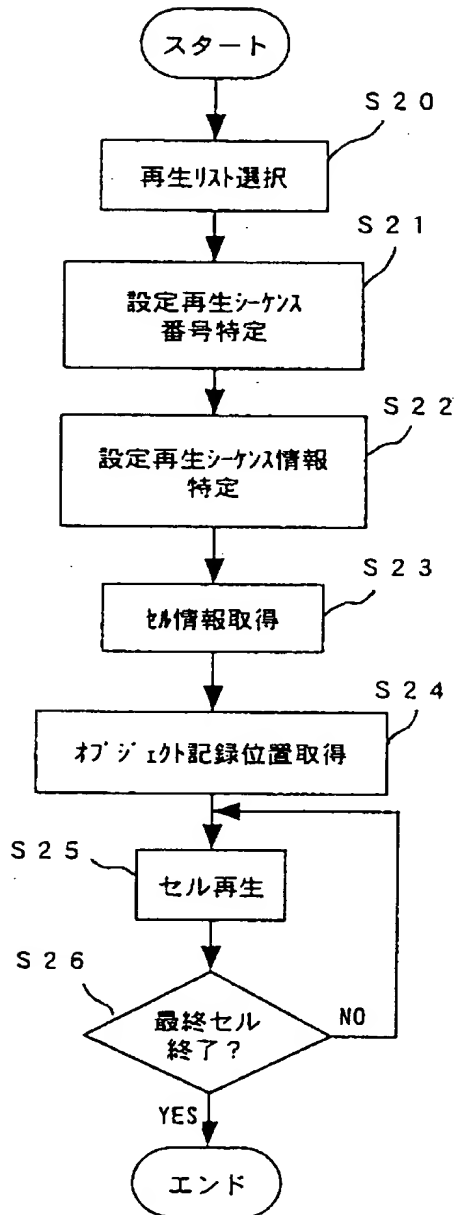 スタート
S20
再生ﾘｽﾄ選択
S21
設定再生ｼｰｹﾝｽ
番号特定
S22
設定再生ｼｰｹﾝｽ情報
特定
S23
ｾﾙ情報取得
S24
ｵﾌﾞｼﾞｪｸﾄ記録位置取得
S25
セル再生
S26
最終セル
終了?
NO
YES
エンド